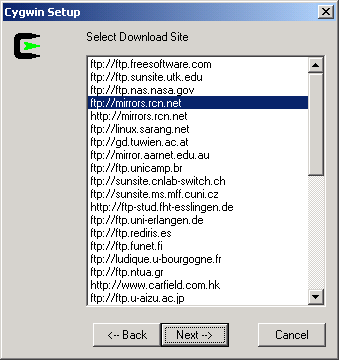 Cygwin Setup
Select Download Site
ftp://ftp.freesoftware.com
ftp://ftp.sunsite.utk.edu
ftp://ftp.nas.nasa.gov
ftp://mirrors.rcn.net
http://mirrors.rcn.net
ftp://linux.sarang.net
ftp://gd.tuwien.ac.at
ftp://mirror.aarnet.edu.au
ftp://ftp.unicamp.br
ftp://sunsite.cnlab-switch.ch
ftp://sunsite.ms.mff.cuni.cz
http://ftp-stud.fht-esslingen.de
ftp://ftp.uni-erlangen.de
ftp://ftp.rediris.es
ftp://ftp.funet.fi
ftp://ludique.u-bourgogne.fr
ftp://ftp.ntua.gr
http://www.carfield.com.hk
ftp://ftp.u-aizu.ac.jp
<-- Back Next --> Cancel